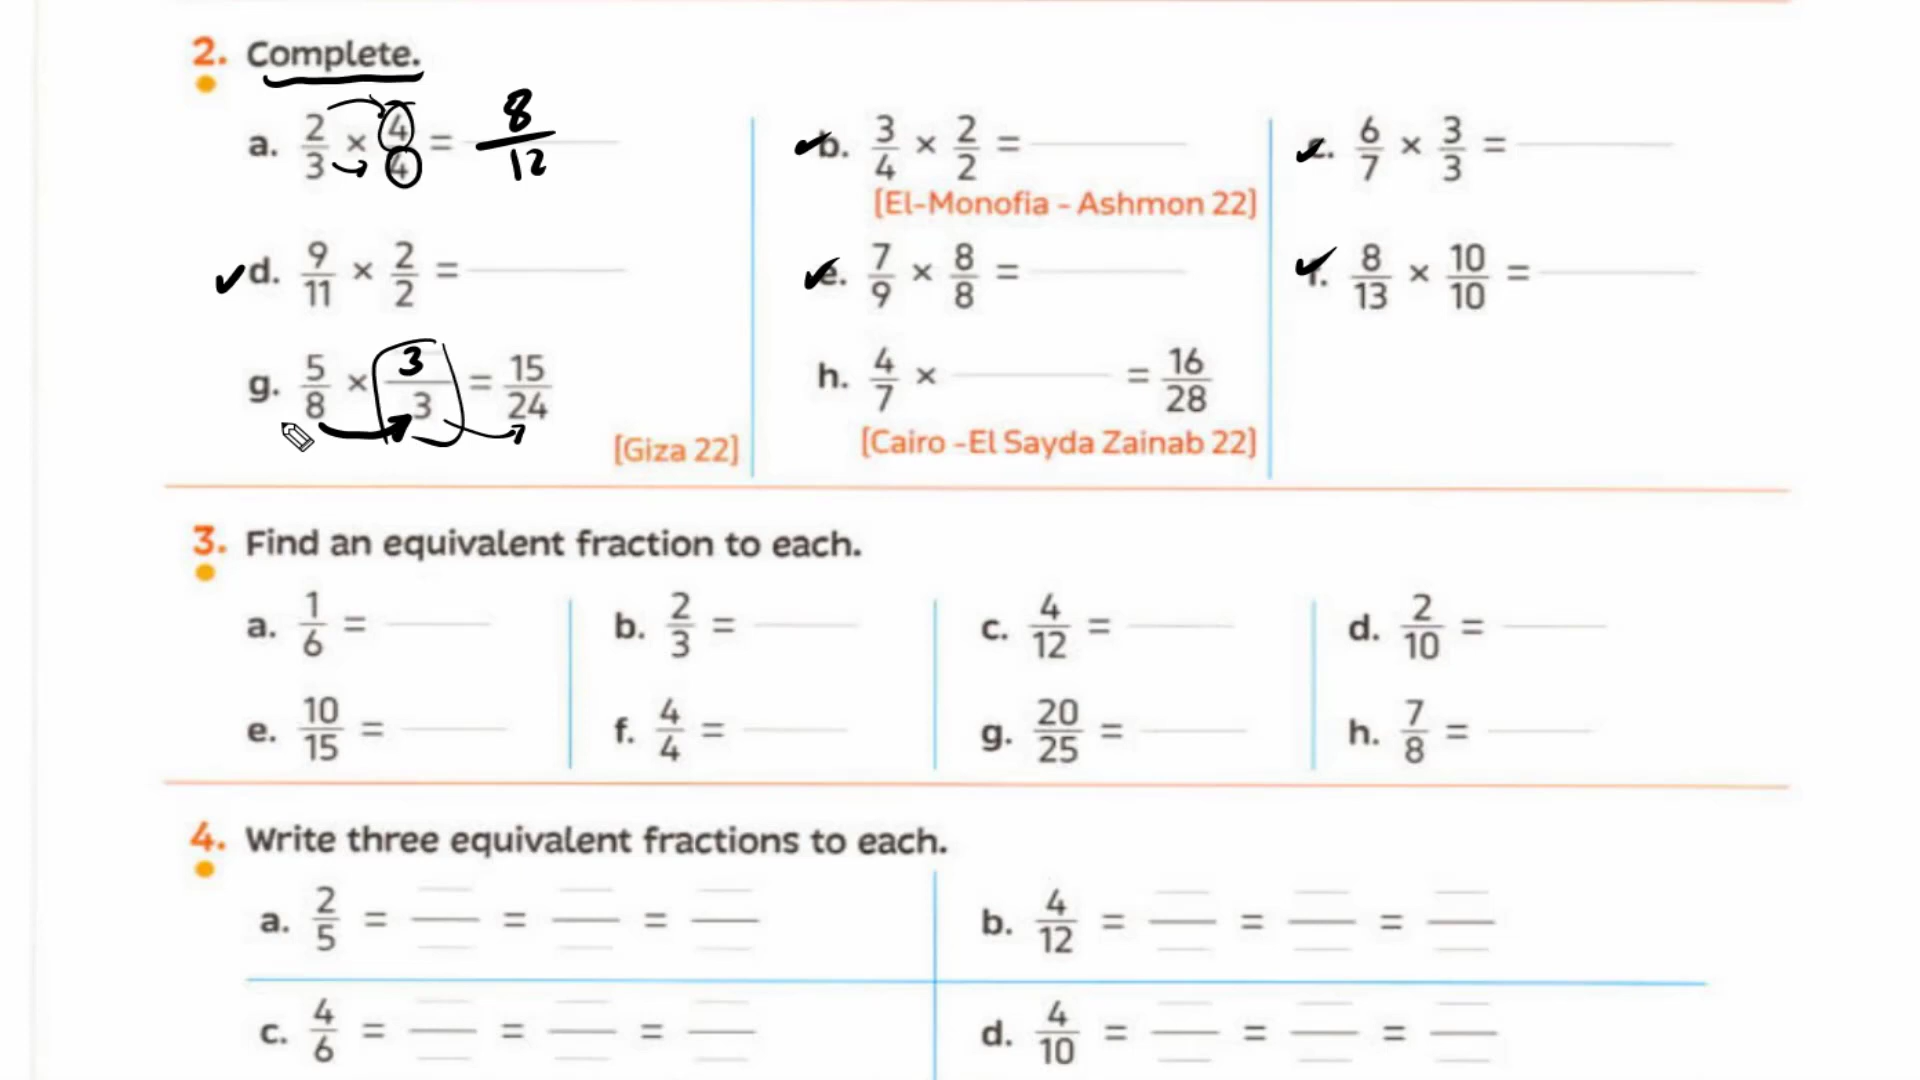 2. Complete.
a. 2/3 × 4/4 = 8/12
b. 3/4 × 2/2 =
[El-Monofia - Ashmon 22]
c. 6/7 × 3/3 =
d. 9/11 × 2/2 =
e. 7/9 × 8/8 =
f. 8/13 × 10/10 =
g. 5/8 × 3/3 = 15/24
[Giza 22]
h. 4/7 × = 16/28
[Cairo -El Sayda Zainab 22]
3. Find an equivalent fraction to each.
a. 1/6 =
b. 2/3 =
c. 4/12 =
d. 2/10 =
e. 10/15 =
f. 4/4 =
g. 20/25 =
h. 7/8 =
4. Write three equivalent fractions to each.
a. 2/5 = = =
b. 4/12 = = =
c. 4/6 = = =
d. 4/10 = = =